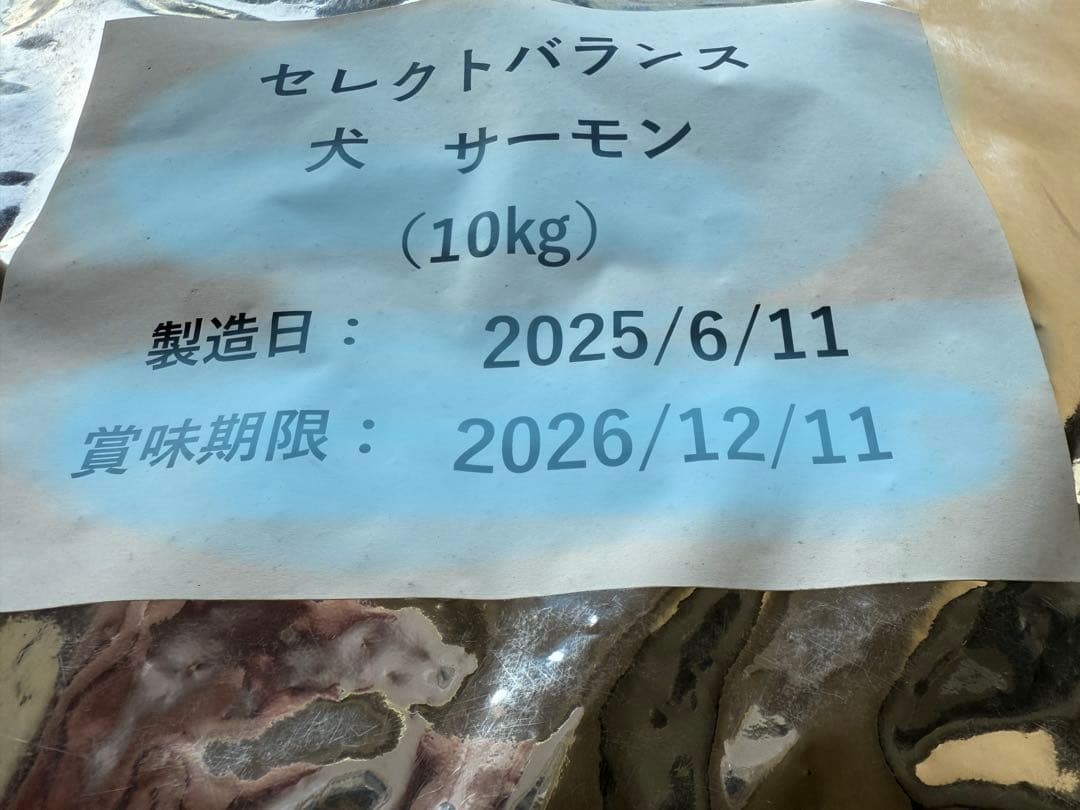 セレクトバランス
犬　サーモン
（10kg）
製造日：　2025/6/11
賞味期限：　2026/12/11